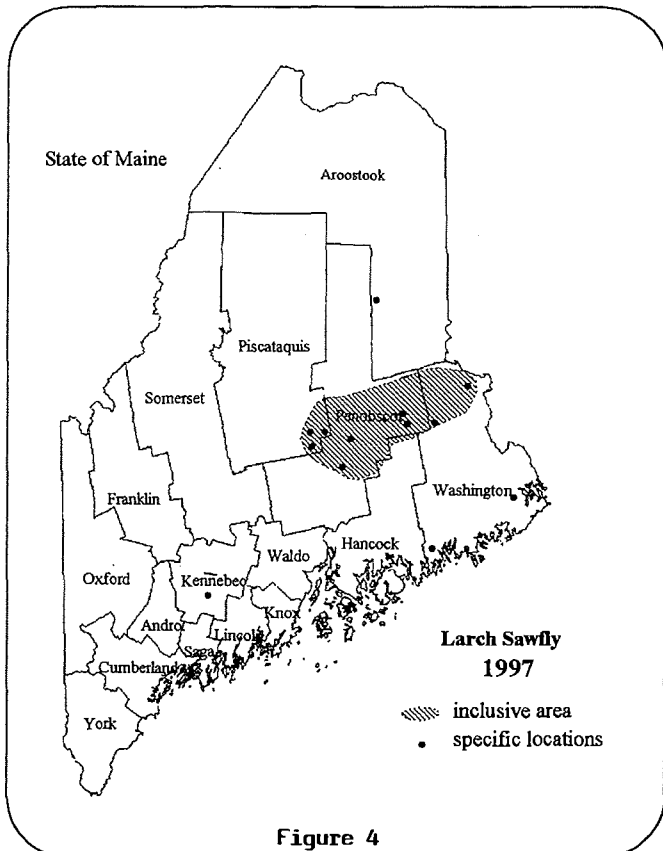 State of Maine
Aroostook
Piscataquis
Somerset
Penobscot
Franklin
Washington
Oxford
Kennebec
Waldo
Hancock
Andro
Knox
Lincoln
Saga
Cumberland
York
Larch Sawfly
1997
inclusive area
specific locations
Figure 4